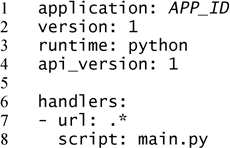 1 application: APP_ID
2 version: 1
3 runtime: python
4 api_version: 1
5
6 handlers:
7 - url: .*
8   script: main.py